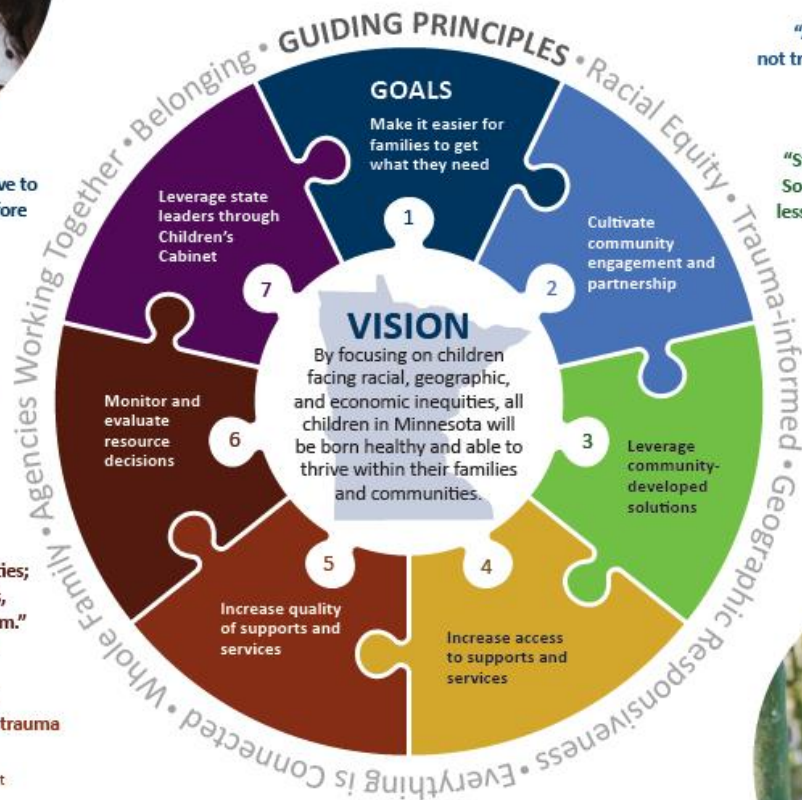 GUIDING PRINCIPLES • Racial Equity • Trauma-informed • Geographic Responsiveness • Everything is Connected • Whole Family • Agencies Working Together • Belonging •
GOALS
Make it easier for
families to get
what they need
1
Cultivate
community
engagement and
partnership
2
Leverage
community-
developed
solutions
3
Increase access
to supports and
services
4
Increase quality
of supports and
services
5
Monitor and
evaluate
resource
decisions
6
Leverage state
leaders through
Children's
Cabinet
7
VISION
By focusing on children
facing racial, geographic,
and economic inequities, all
children in Minnesota will
be born healthy and able to
thrive within their families
and communities.
to
not
trauma